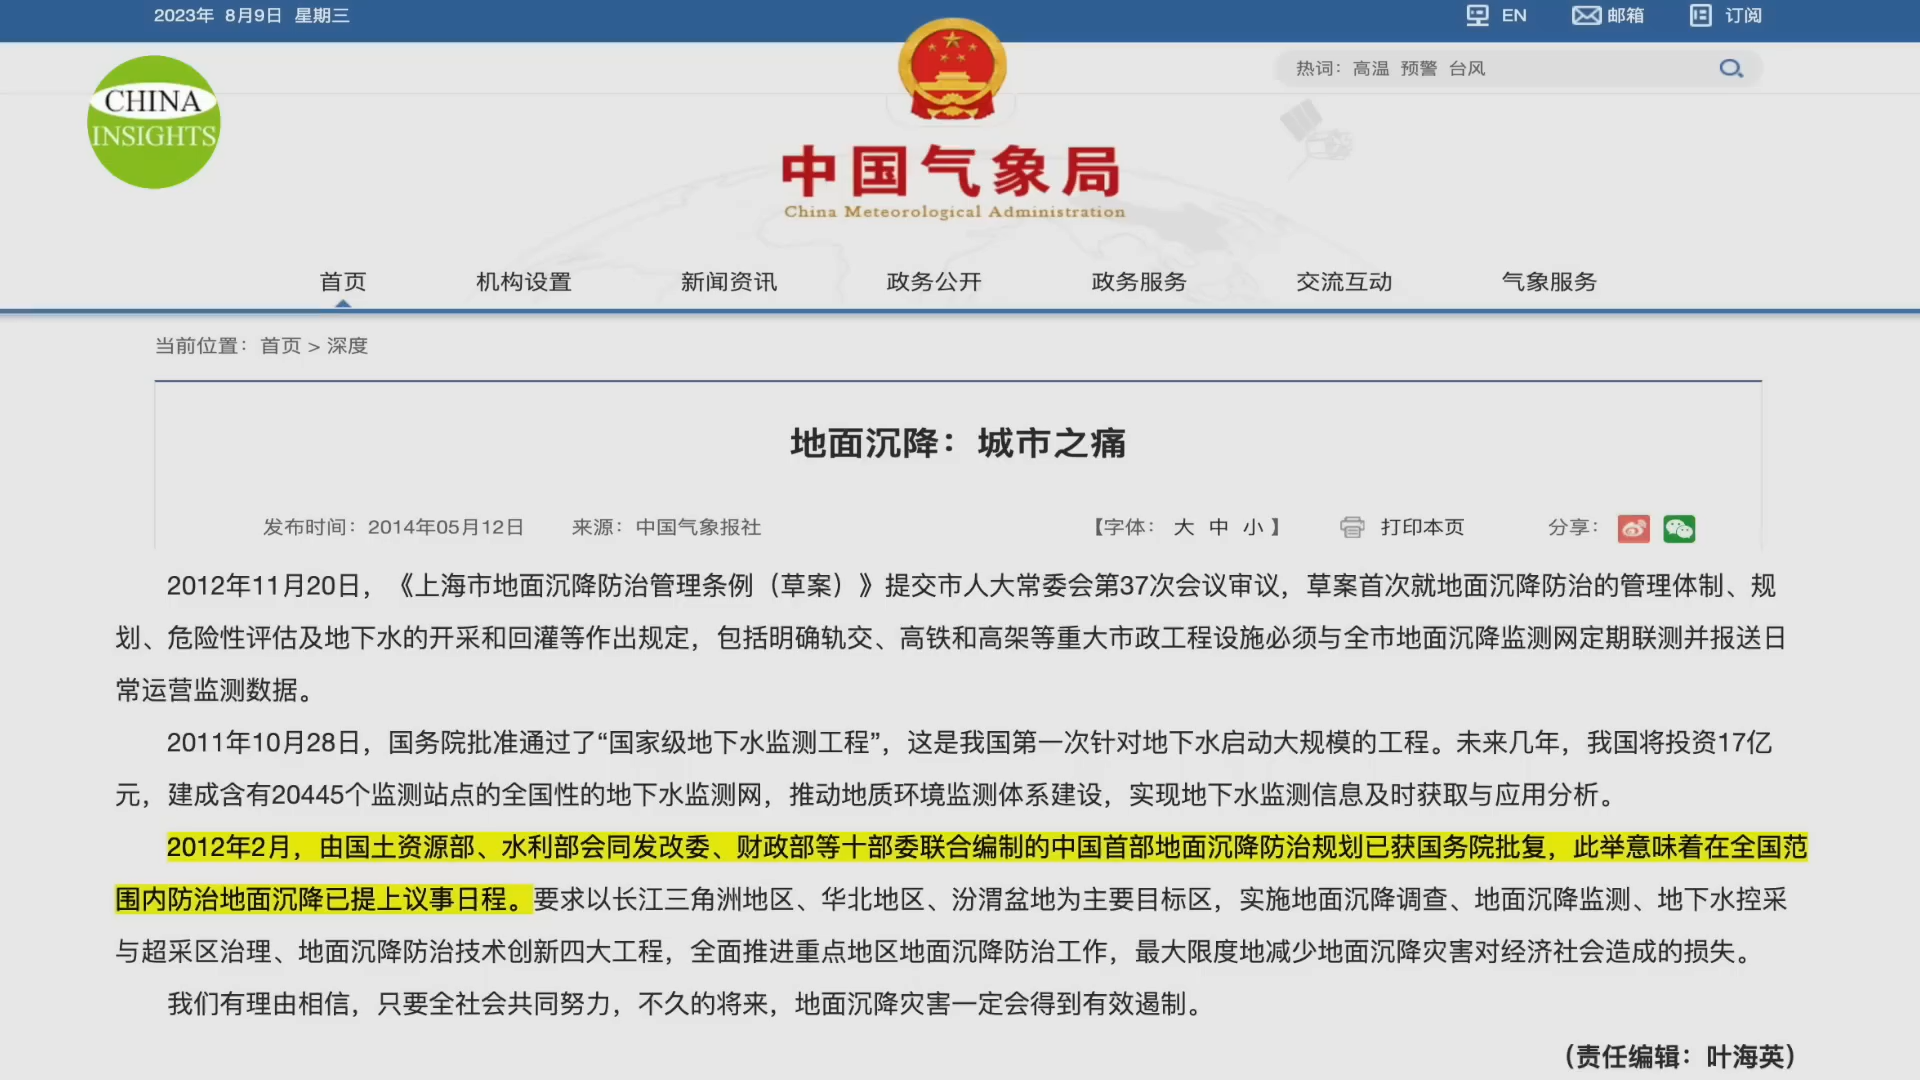 2023年 8月9日 星期三
EN 邮箱 订阅
热词：高温 预警 台风
CHINA
INSIGHTS
中国气象局
China Meteorological Administration
首页 机构设置 新闻资讯 政务公开 政务服务 交流互动 气象服务
当前位置：首页 > 深度
地面沉降：城市之痛
发布时间：2014年05月12日 来源：中国气象报社 【字体： 大 中 小 】 打印本页 分享：
2012年11月20日，《上海市地面沉降防治管理条例（草案）》提交市人大常委会第37次会议审议，草案首次就地面沉降防治的管理体制、规
划、危险性评估及地下水的开采和回灌等作出规定，包括明确轨交、高铁和高架等重大市政工程设施必须与全市地面沉降监测网定期联测并报送日
常运营监测数据。
2011年10月28日，国务院批准通过了“国家级地下水监测工程”，这是我国第一次针对地下水启动大规模的工程。未来几年，我国将投资17亿
元，建成含有20445个监测站点的全国性的地下水监测网，推动地质环境监测体系建设，实现地下水监测信息及时获取与应用分析。
2012年2月，由国土资源部、水利部会同发改委、财政部等十部委联合编制的中国首部地面沉降防治规划已获国务院批复，此举意味着在全国范
围内防治地面沉降已提上议事日程。要求以长江三角洲地区、华北地区、汾渭盆地为主要目标区，实施地面沉降调查、地面沉降监测、地下水控采
与超采区治理、地面沉降防治技术创新四大工程，全面推进重点地区地面沉降防治工作，最大限度地减少地面沉降灾害对经济社会造成的损失。
我们有理由相信，只要全社会共同努力，不久的将来，地面沉降灾害一定会得到有效遏制。
（责任编辑：叶海英）